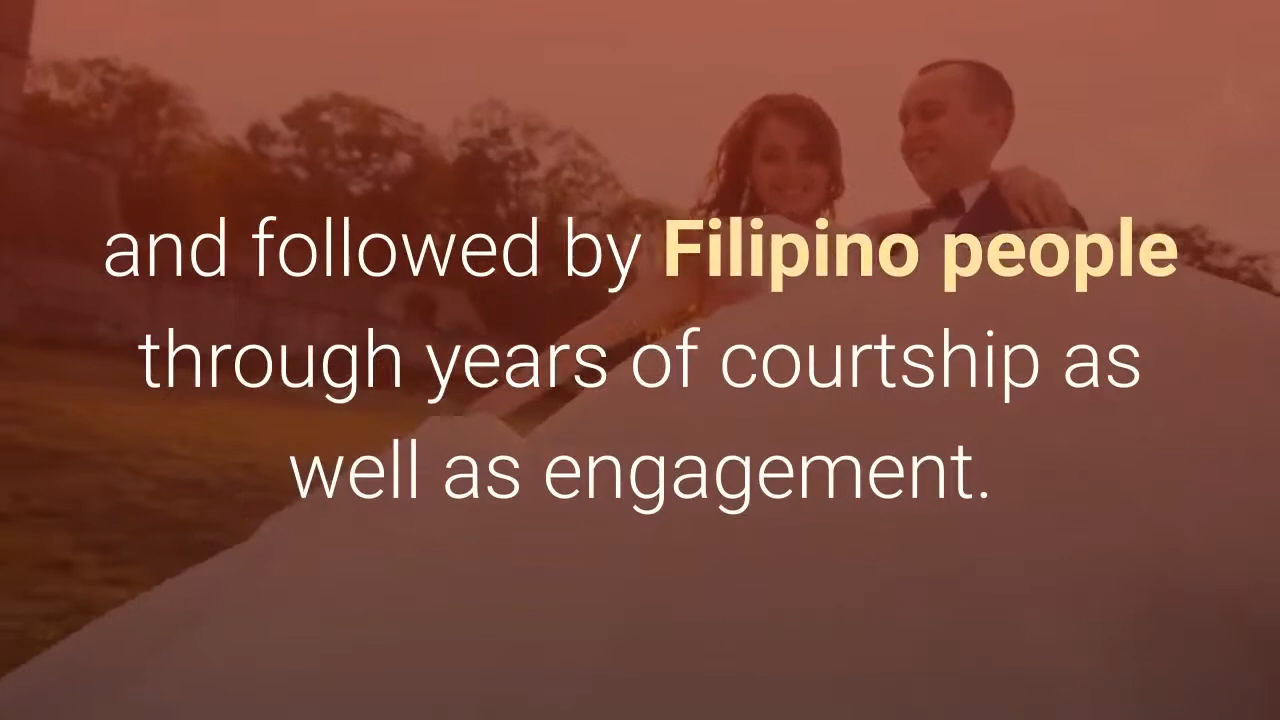 and followed by Filipino people
through years of courtship as
well as engagement.